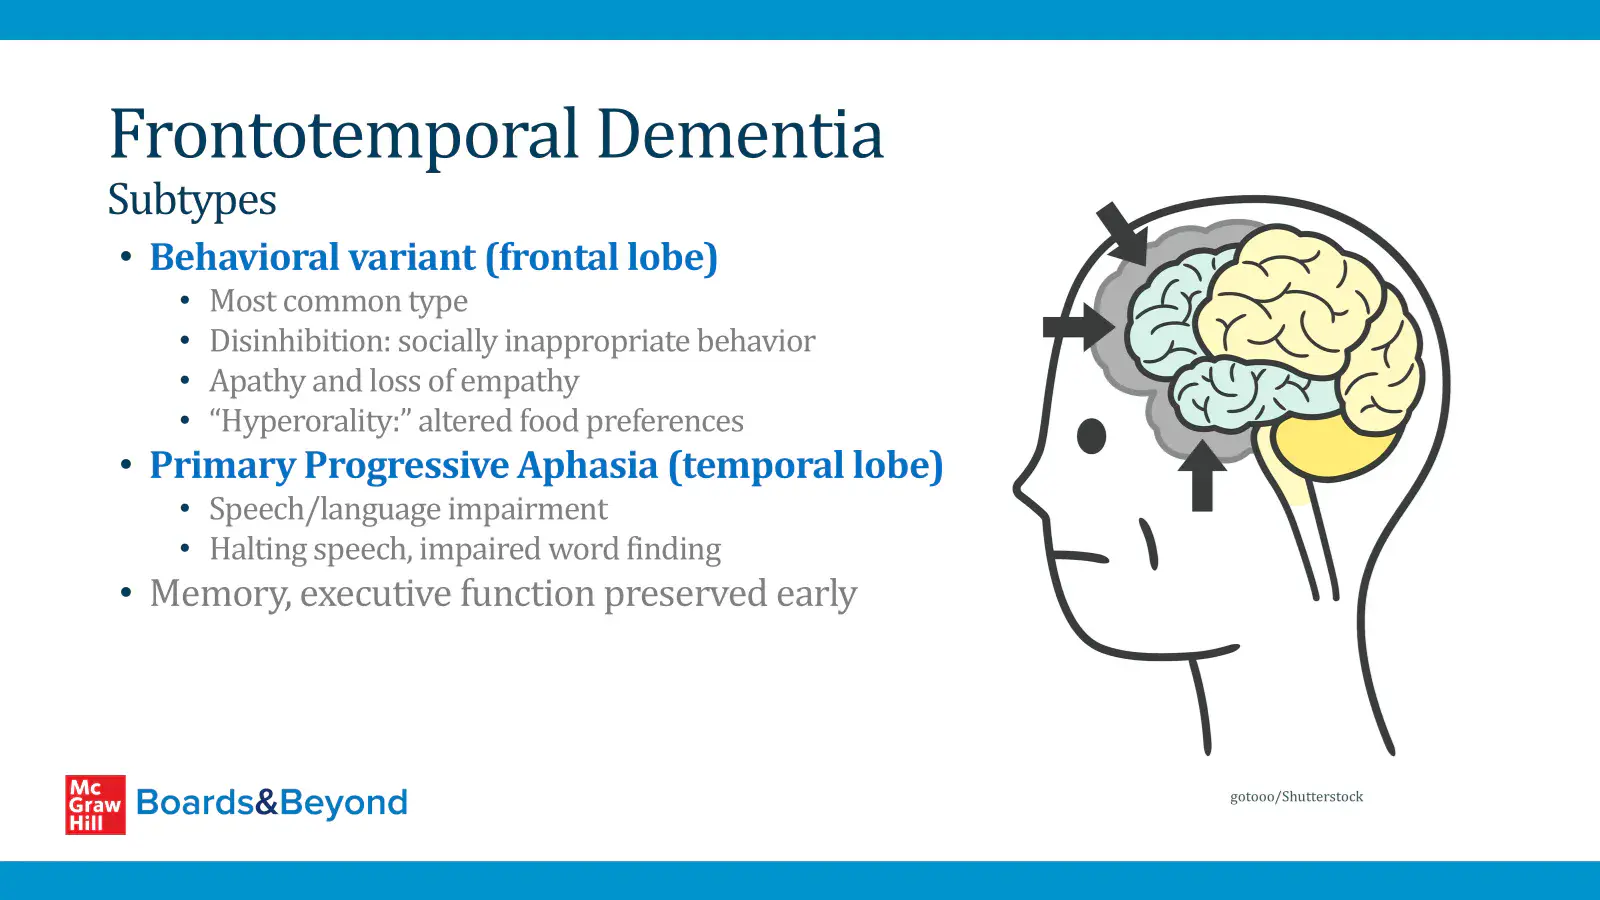 Frontotemporal Dementia
Subtypes
• Behavioral variant (frontal lobe)
• Most common type
• Disinhibition: socially inappropriate behavior
• Apathy and loss of empathy
• “Hyperorality:” altered food preferences
• Primary Progressive Aphasia (temporal lobe)
• Speech/language impairment
• Halting speech, impaired word finding
• Memory, executive function preserved early
Mc
Graw
Hill
Boards&Beyond
gotooo/Shutterstock